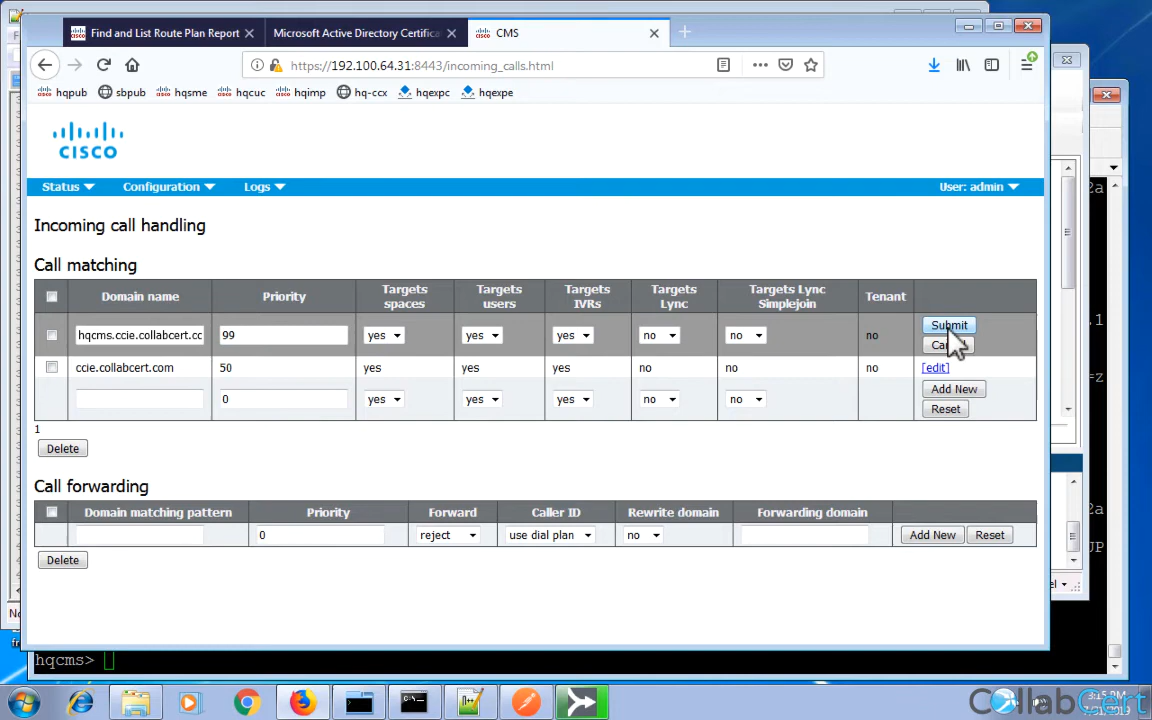 Find and List Route Plan Report
Microsoft Active Directory Certifica
CMS
https://192.100.64.31:8443/incoming_calls.html
hqpub
sbpub
hqsme
hqcuc
hqimp
hq-ccx
hqexpc
hqexpe
CISCO
Status
Configuration
Logs
User: admin
Incoming call handling
Call matching
Domain name Priority Targets spaces Targets users Targets IVRs Targets Lync Targets Lync Simplejoin Tenant
hqcms.ccie.collabcert.cc 99 yes yes yes no no no Submit
ccie.collabcert.com 50 yes yes yes no no no [edit]
0 yes yes yes no no Add New
Reset
1
Delete
Call forwarding
Domain matching pattern Priority Forward Caller ID Rewrite domain Forwarding domain
0 reject use dial plan no Add New Reset
Delete
hqcms>
CollabCert